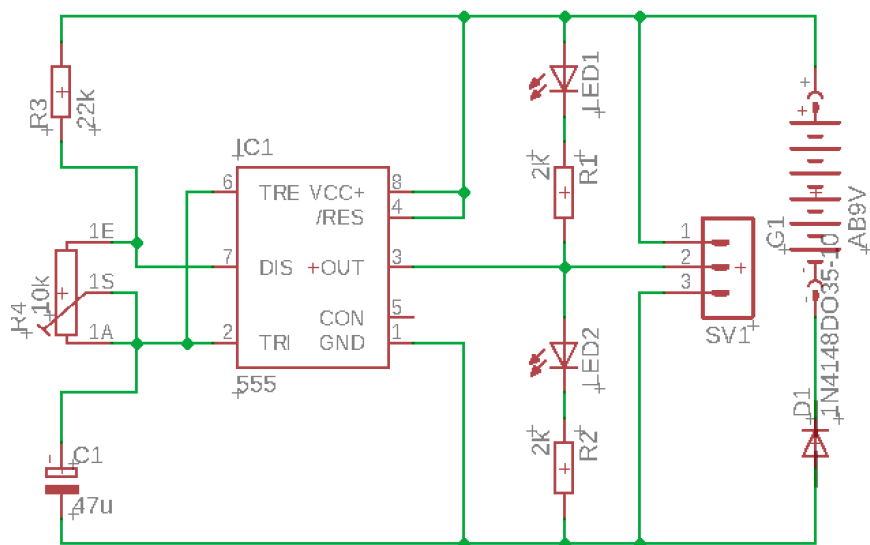 R3
22k
IC1
6
TRE
VCC+
8
/RES
4
7
DIS
+OUT
3
CON
5
2
TRI
GND
1
555
1E
1S
1A
R4
10k
C1
47u
LED1
2K
R1
LED2
2K
R2
1
2
3
SV1
G1
AB9V
D1
1N4148DO35-10